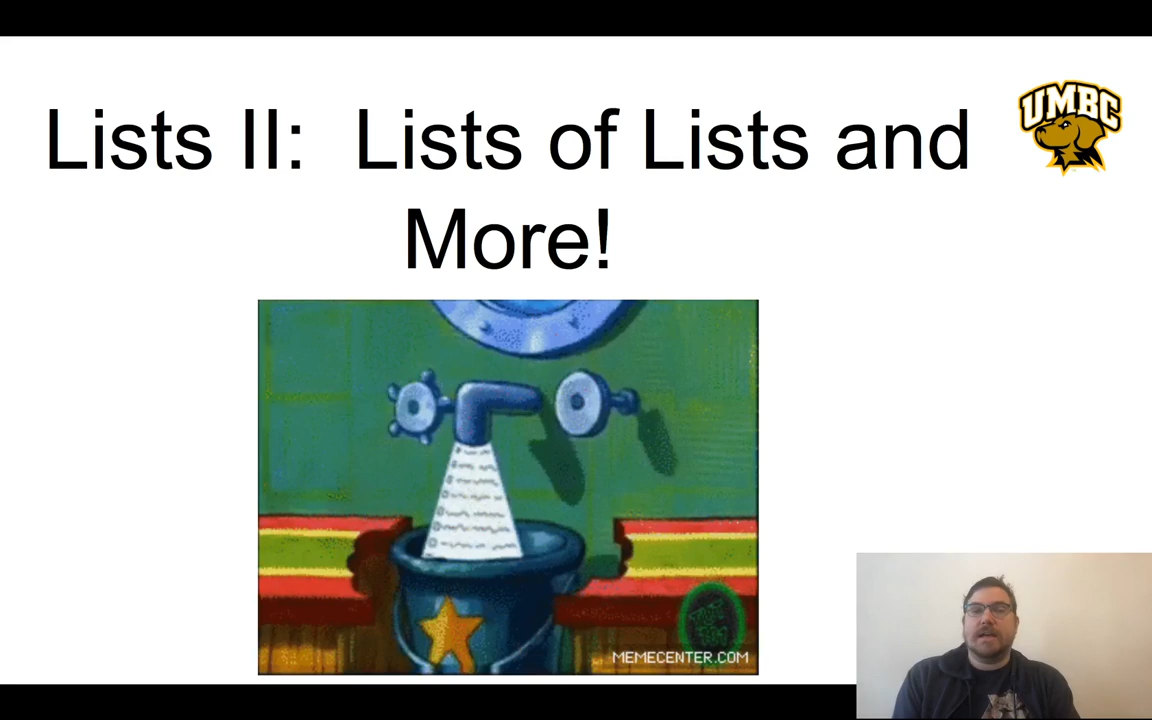 Lists II: Lists of Lists and
More!
UMBC
MEMECENTER.COM